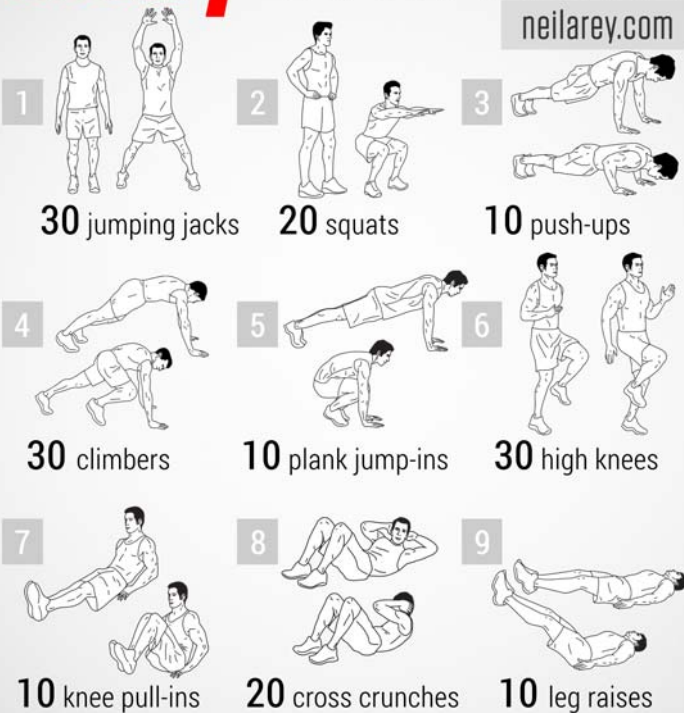 neilarey.com
1
2
3
30 jumping jacks
20 squats
10 push-ups
4
5
6
30 climbers
10 plank jump-ins
30 high knees
7
8
9
10 knee pull-ins
20 cross crunches
10 leg raises